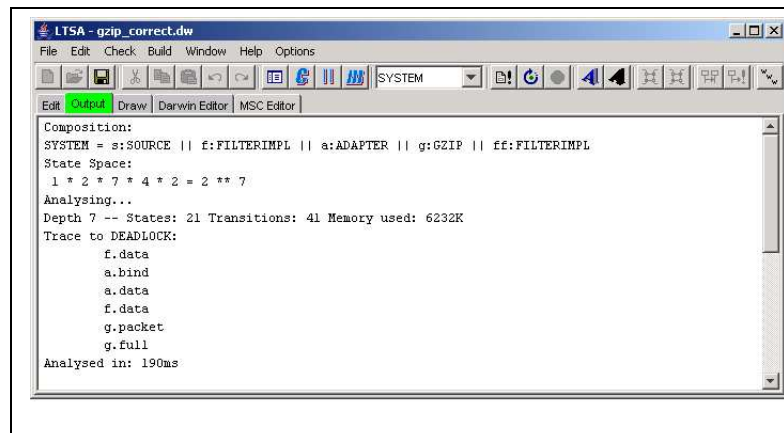 LTSA - gzip_correct.dw
File Edit Check Build Window Help Options
SYSTEM
Edit Output Draw Darwin Editor MSC Editor
Composition:
SYSTEM = s:SOURCE || f:FILTERIMPL || a:ADAPTER || g:GZIP || ff:FILTERIMPL
State Space:
1 * 2 * 7 * 4 * 2 = 2 ** 7
Analysing...
Depth 7 -- States: 21 Transitions: 41 Memory used: 6232K
Trace to DEADLOCK:
f.data
a.bind
a.data
f.data
g.packet
g.full
Analysed in: 190ms